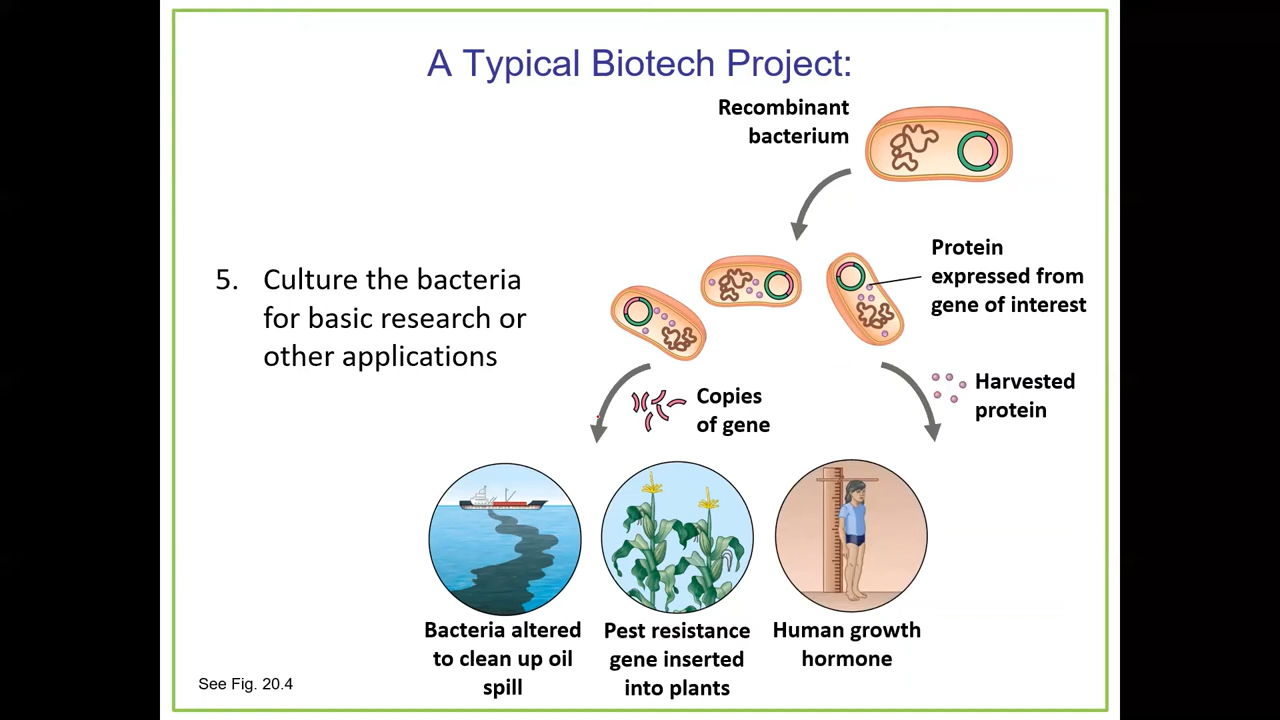 A Typical Biotech Project:
Recombinant
bacterium
Protein
expressed from
gene of interest
5. Culture the bacteria
for basic research or
other applications
Copies
of gene
Harvested
protein
Bacteria altered
to clean up oil
spill
Pest resistance
gene inserted
into plants
Human growth
hormone
See Fig. 20.4